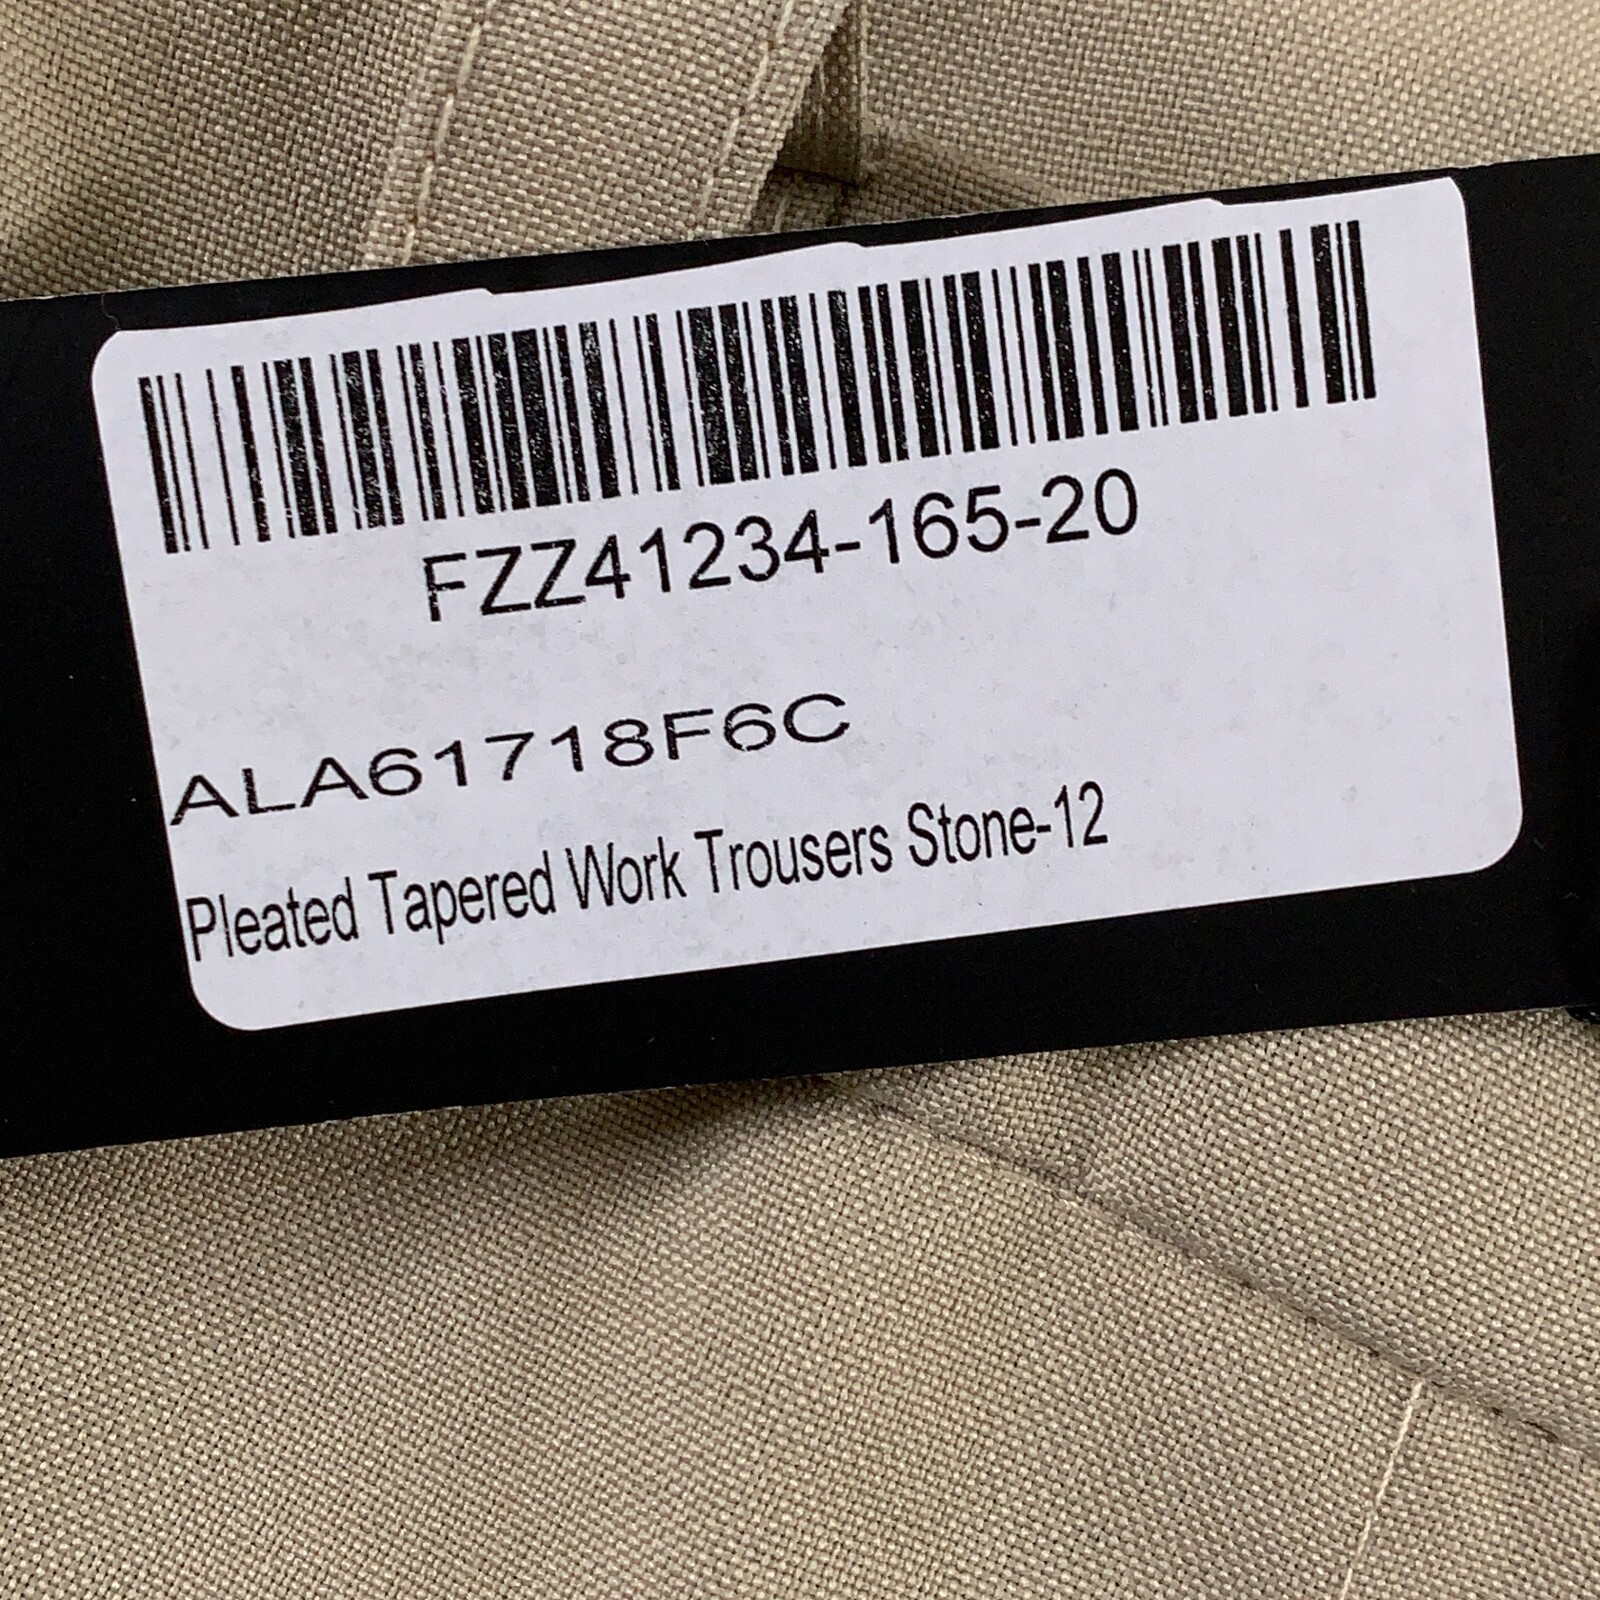 FZZ41234-165-20
ALA61718F6C
Pleated Tapered Work Trousers Stone-12